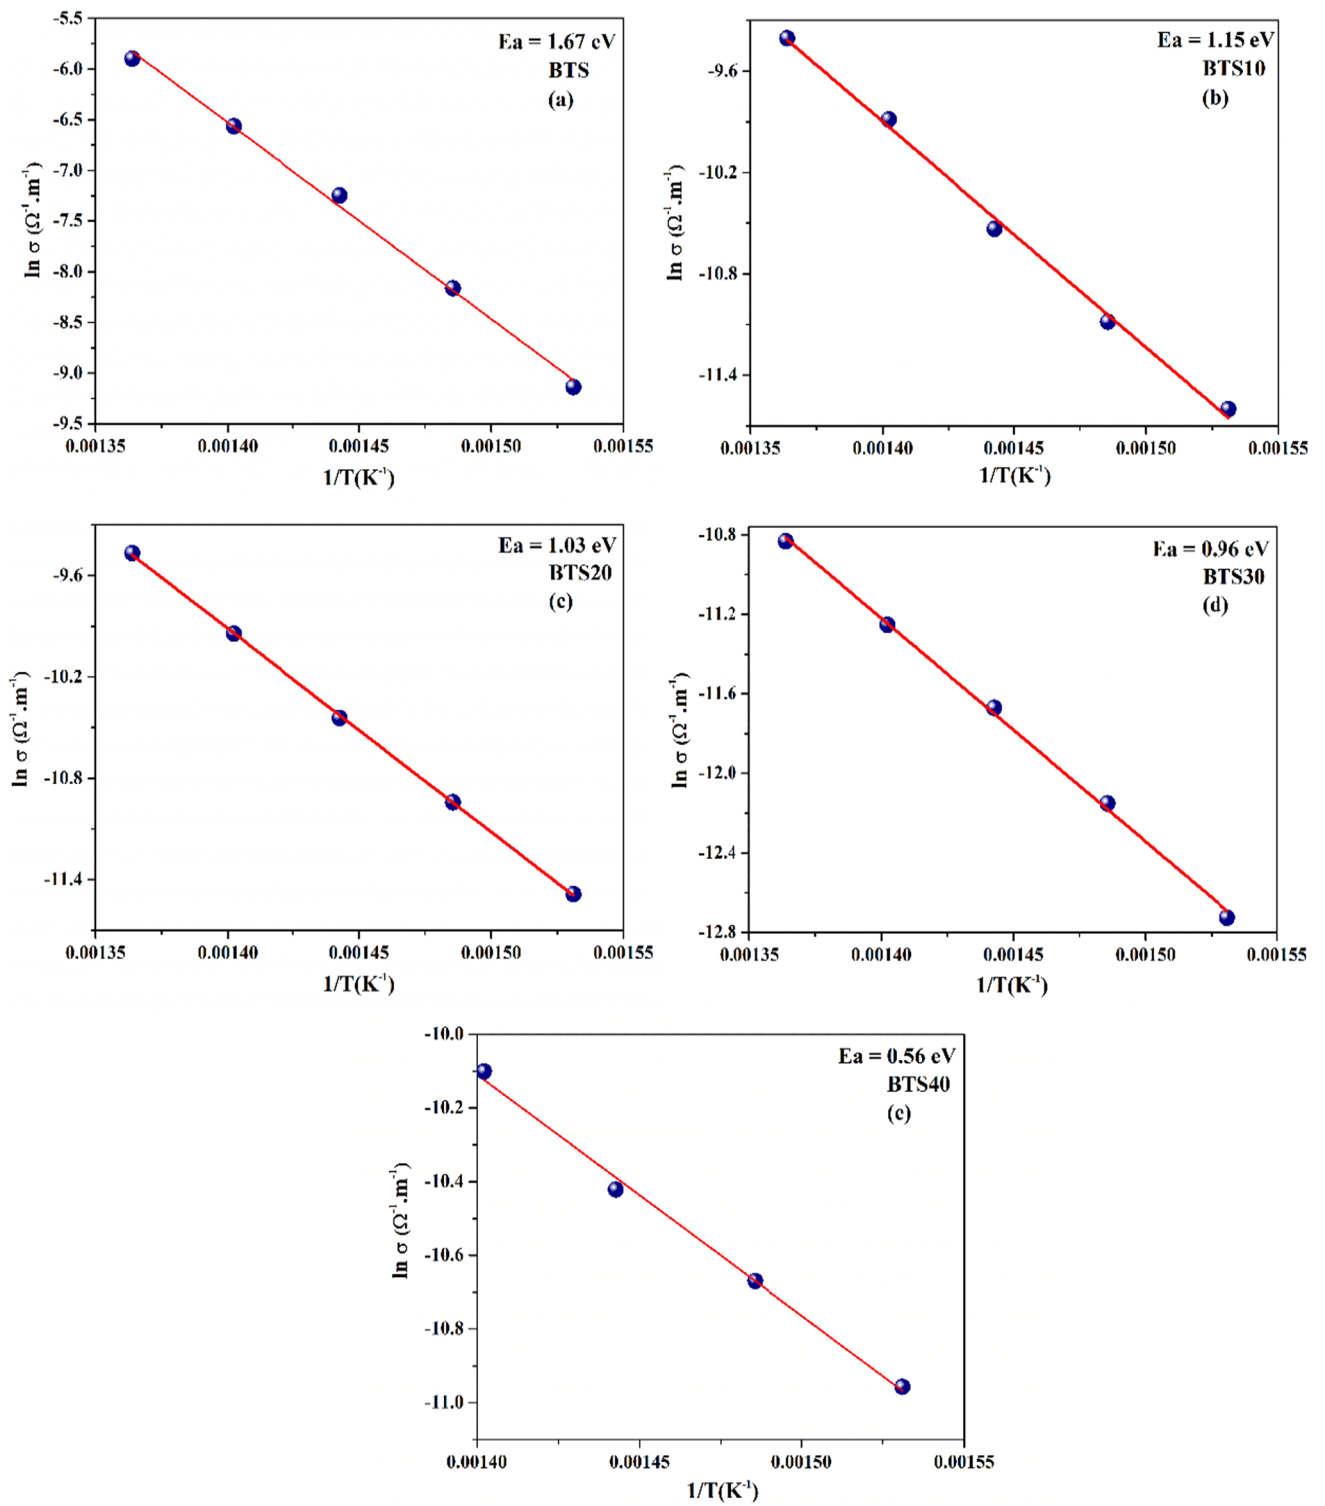 Ea = 1.67 eV
BTS
(a)
-5.5
-6.0
-6.5
-7.0
-7.5
-8.0
-8.5
-9.0
-9.5
ln σ (Ω⁻¹.m⁻¹)
0.00135 0.00140 0.00145 0.00150 0.00155
1/T(K⁻¹)
Ea = 1.15 eV
BTS10
(b)
-9.6
-10.2
-10.8
-11.4
ln σ (Ω⁻¹.m⁻¹)
0.00135 0.00140 0.00145 0.00150 0.00155
1/T(K⁻¹)
Ea = 1.03 eV
BTS20
(c)
-9.6
-10.2
-10.8
-11.4
ln σ (Ω⁻¹.m⁻¹)
0.00135 0.00140 0.00145 0.00150 0.00155
1/T(K⁻¹)
Ea = 0.96 eV
BTS30
(d)
-10.8
-11.2
-11.6
-12.0
-12.4
-12.8
ln σ (Ω⁻¹.m⁻¹)
0.00135 0.00140 0.00145 0.00150 0.00155
1/T(K⁻¹)
Ea = 0.56 eV
BTS40
(e)
-10.0
-10.2
-10.4
-10.6
-10.8
-11.0
ln σ (Ω⁻¹.m⁻¹)
0.00140 0.00145 0.00150 0.00155
1/T(K⁻¹)